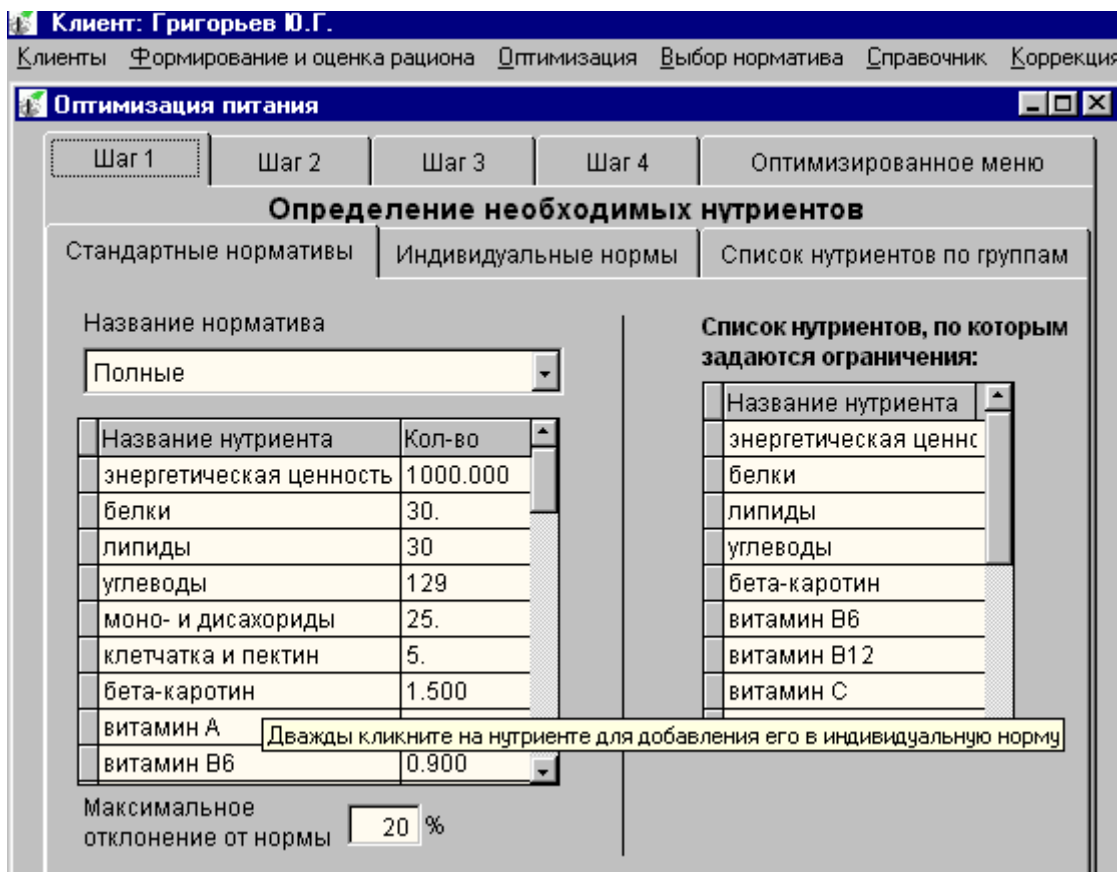 Клиент: Григорьев Ю.Г.
Клиенты Формирование и оценка рациона Оптимизация Выбор норматива Справочник Коррекция
Оптимизация питания
Шаг 1 Шаг 2 Шаг 3 Шаг 4 Оптимизированное меню
Определение необходимых нутриентов
Стандартные нормативы Индивидуальные нормы Список нутриентов по группам
Название норматива
Полные
Название нутриента Кол-во
энергетическая ценность 1000.000
белки 30.
липиды 30
углеводы 129
моно- и дисахориды 25.
клетчатка и пектин 5.
бета-каротин 1.500
витамин А
витамин В6 0.900
Максимальное
отклонение от нормы 20 %
Список нутриентов, по которым
задаются ограничения:
Название нутриента
энергетическая ценнс
белки
липиды
углеводы
бета-каротин
витамин В6
витамин В12
витамин С
Дважды кликните на нутриенте для добавления его в индивидуальную норму